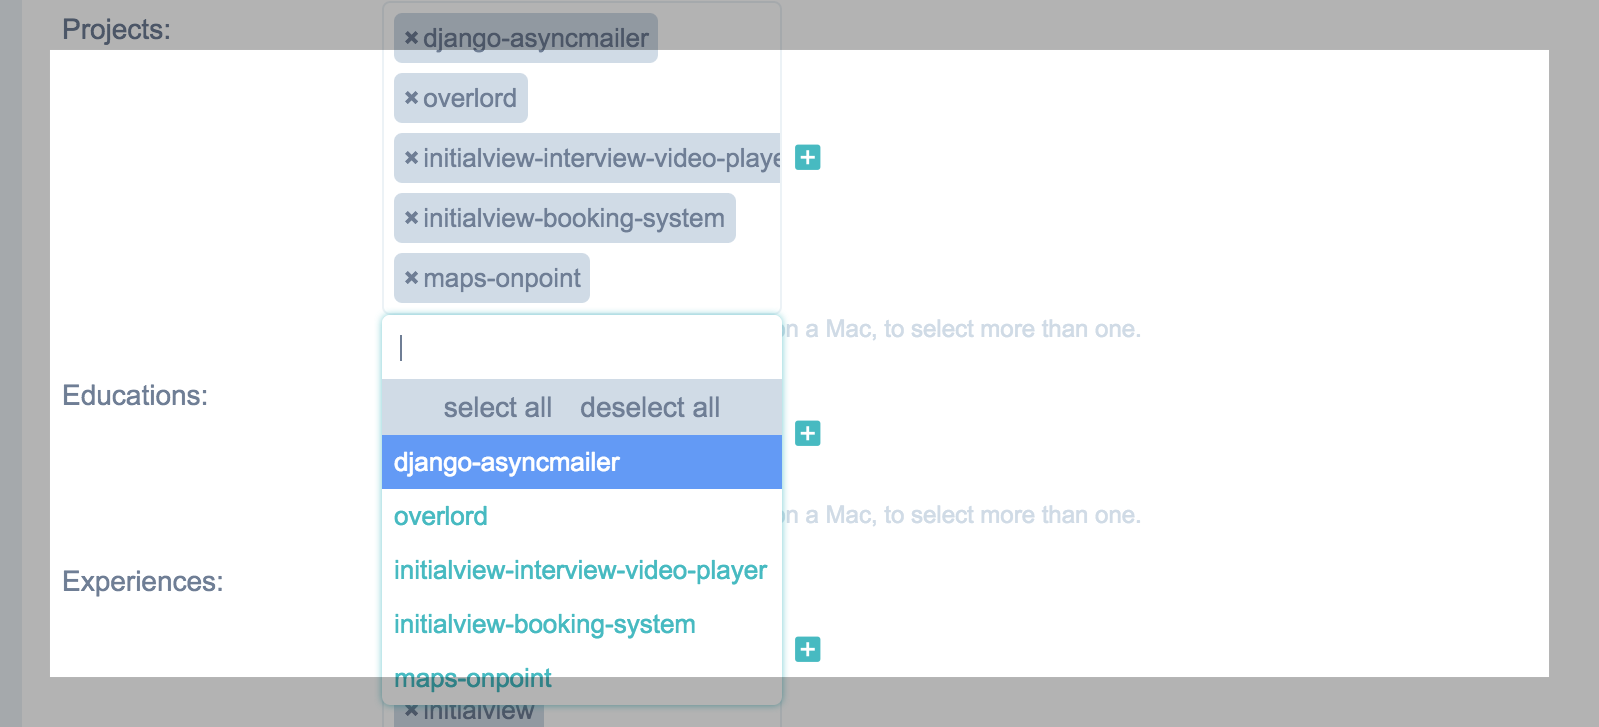 Projects:
✖django-asyncmailer
✖overlord
✖initialview-interview-video-playe
✖initialview-booking-system
✖maps-onpoint
on a Mac, to select more than one.
Educations:
select all deselect all
django-asyncmailer
on a Mac, to select more than one.
overlord
initialview-interview-video-player
Experiences:
initialview-booking-system
maps-onpoint
✖initialview